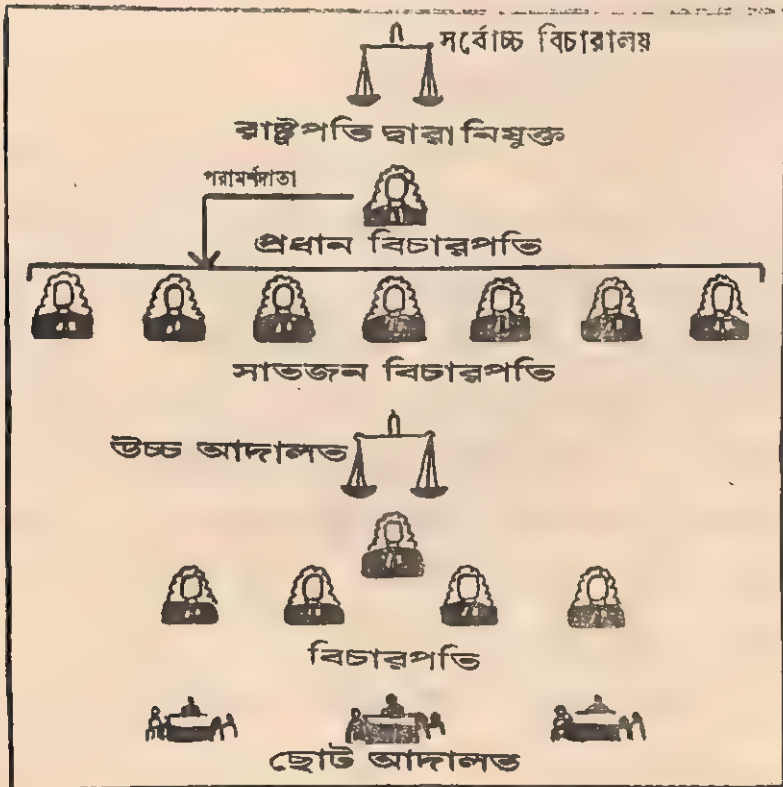 সর্বোচ্চ বিচারালয়
রাষ্ট্রপতি দ্বারা নিযুক্ত
পরামর্শদাতা
প্রধান বিচারপতি
সাতজন বিচারপতি
উচ্চ আদালত
বিচারপতি
ছোট আদালত